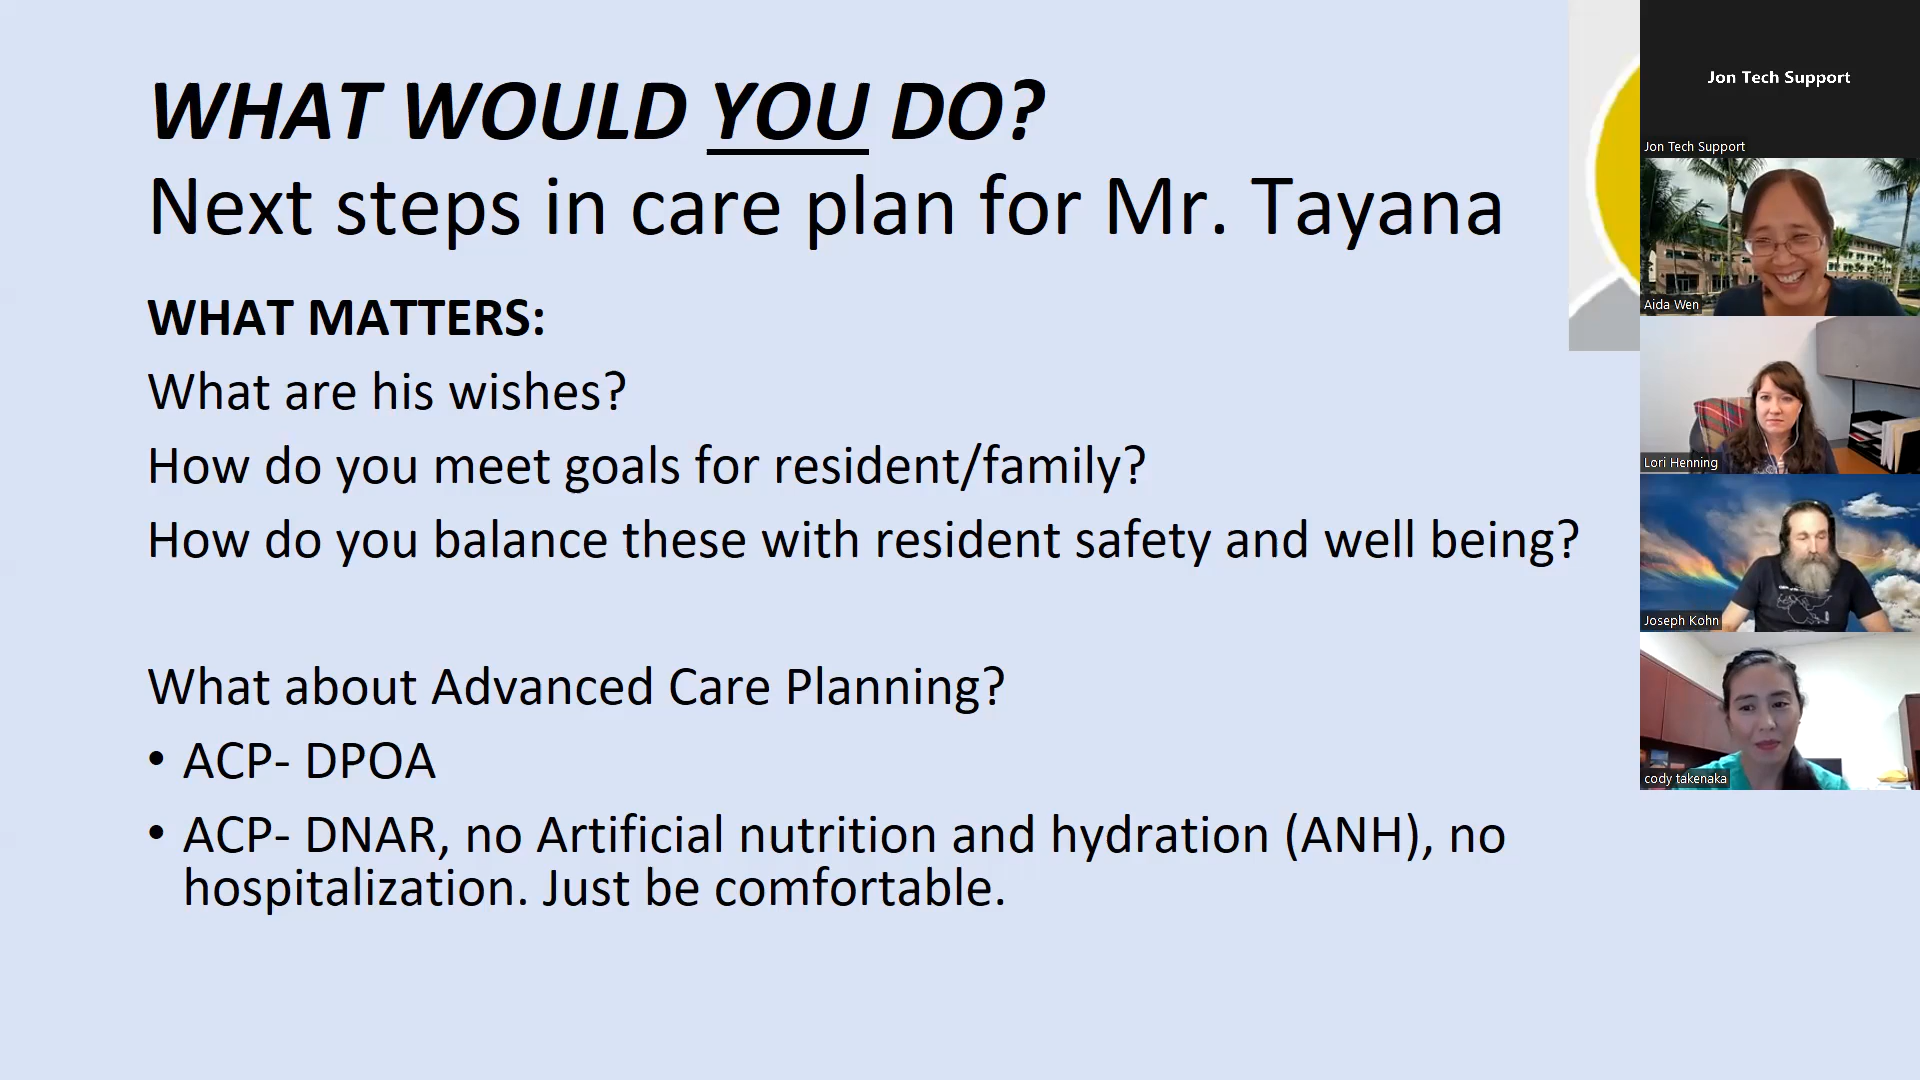 WHAT WOULD YOU DO?
Next steps in care plan for Mr. Tayana
WHAT MATTERS:
What are his wishes?
How do you meet goals for resident/family?
How do you balance these with resident safety and well being?
What about Advanced Care Planning?
• ACP- DPOA
• ACP- DNAR, no Artificial nutrition and hydration (ANH), no
hospitalization. Just be comfortable.
Jon Tech Support
Jon Tech Support
Aida Wen
Lori Henning
Joseph Kohn
cody takenaka